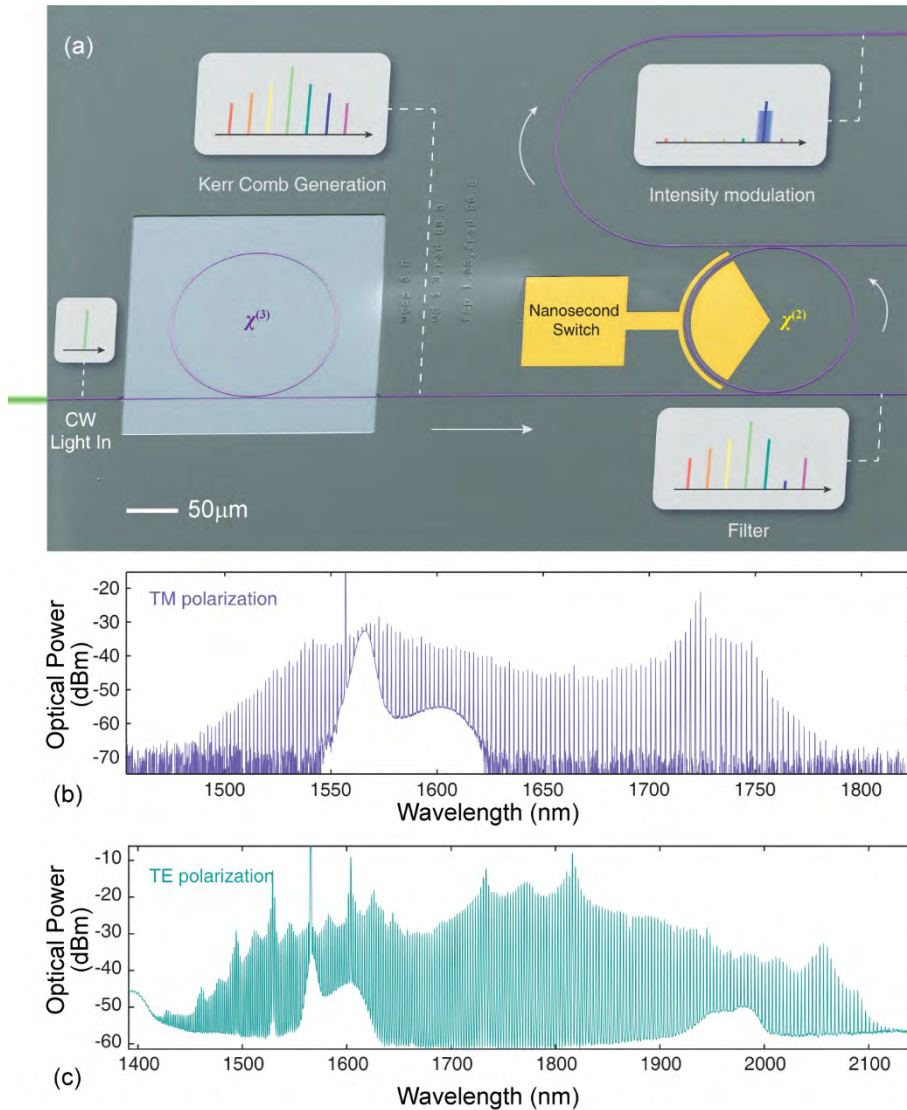 (a)
Kerr Comb Generation
Intensity modulation
χ(3)
Nanosecond
Switch
χ(2)
CW
Light In
50μm
Filter
TM polarization
Optical Power
(dBm)
-20
-30
-40
-50
-60
-70
1500
1550
1600
1650
1700
1750
1800
(b)
Wavelength (nm)
TE polarization
Optical Power
(dBm)
-10
-20
-30
-40
-50
-60
1400
1500
1600
1700
1800
1900
2000
2100
(c)
Wavelength (nm)